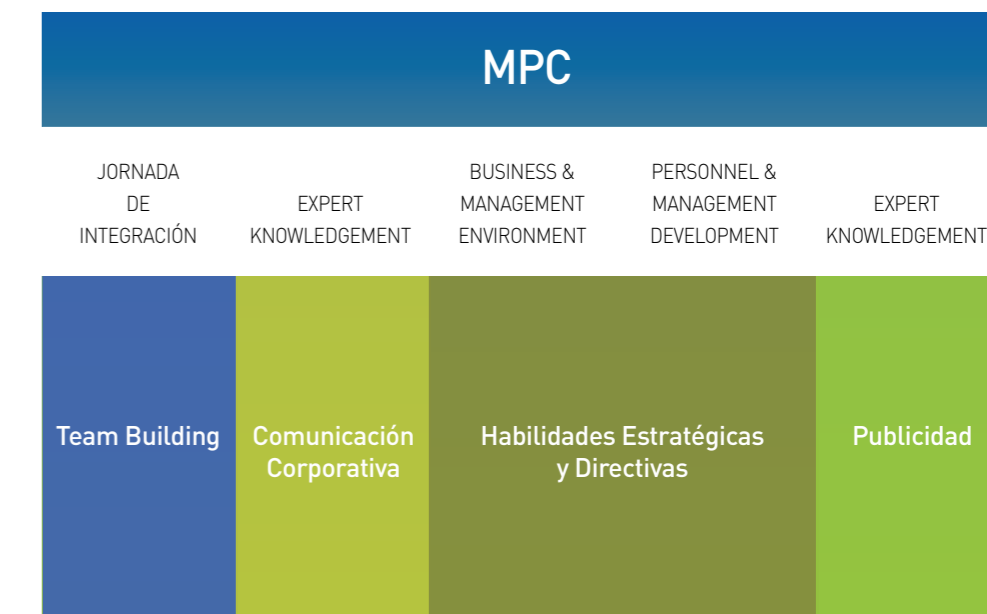 MPC
JORNADA
DE
INTEGRACIÓN
EXPERT
KNOWLEDGEMENT
BUSINESS &
MANAGEMENT
ENVIRONMENT
PERSONNEL &
MANAGEMENT
DEVELOPMENT
EXPERT
KNOWLEDGEMENT
Team Building
Comunicación
Corporativa
Habilidades Estratégicas
y Directivas
Publicidad